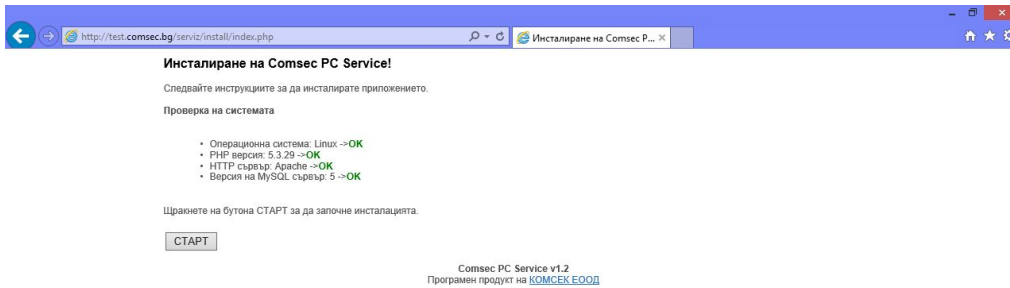 http://test.comsec.bg/serviz/install/index.php
Инсталиране на Comsec P...
Инсталиране на Comsec PC Service!
Следвайте инструкциите за да инсталирате приложението.
Проверка на системата
• Операционна система: Linux ->OK
• PHP версия: 5.3.29 ->OK
• HTTP сървър: Apache ->OK
• Версия на MySQL сървър: 5 ->OK
Щракнете на бутона СТАРТ за да започне инсталацията.
СТАРТ
Comsec PC Service v1.2
Програмен продукт на КОМСЕК ЕООД